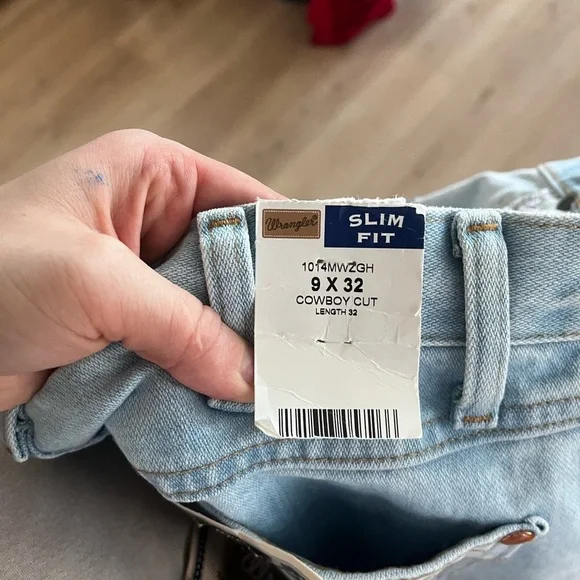 Wrangler
SLIM
FIT
1014MWZGH
9 X 32
COWBOY CUT
LENGTH 32